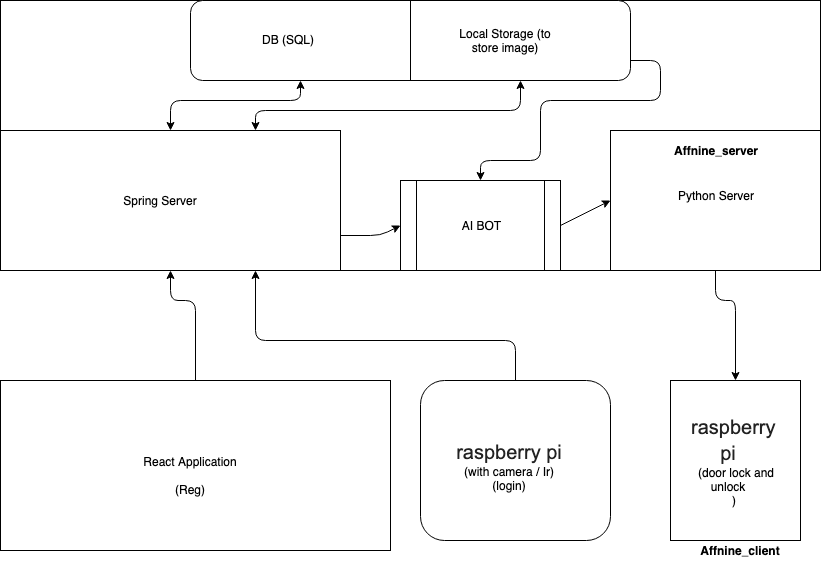 DB (SQL)
Local Storage (to
store image)
Spring Server
AI BOT
Affnine_server
Python Server
React Application
(Reg)
raspberry pi
(with camera / Ir)
(login)
raspberry
pi
(door lock and
unlock
)
Affnine_client